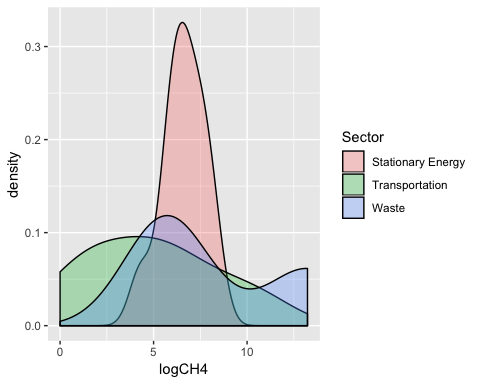 0.3
0.2
0.1
0.0
density
0
5
10
logCH4
Sector
Stationary Energy
Transportation
Waste